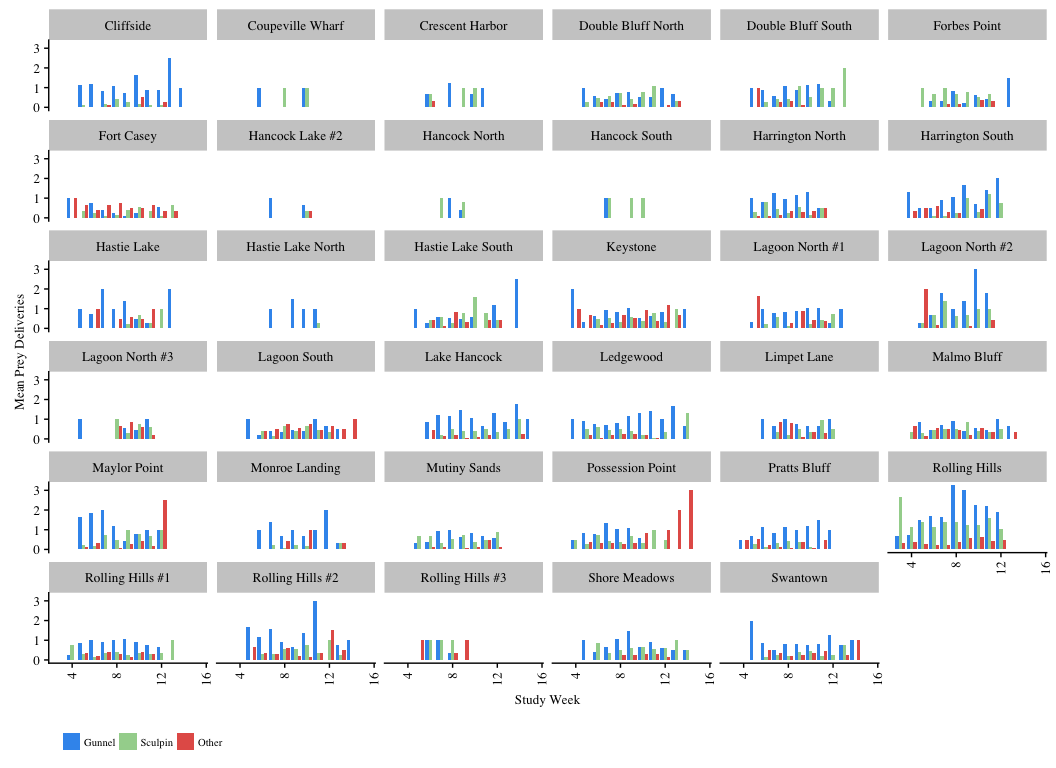 Cliffside Coupeville Wharf Crescent Harbor Double Bluff North Double Bluff South Forbes Point
3
2
1
0
Fort Casey Hancock Lake #2 Hancock North Hancock South Harrington North Harrington South
3
2
1
0
Hastie Lake Hastie Lake North Hastie Lake South Keystone Lagoon North #1 Lagoon North #2
3
2
1
0
Mean Prey Deliveries
Lagoon North #3 Lagoon South Lake Hancock Ledgewood Limpet Lane Malmo Bluff
3
2
1
0
Maylor Point Monroe Landing Mutiny Sands Possession Point Pratts Bluff Rolling Hills
3
2
1
0
4 8 12 16
Rolling Hills #1 Rolling Hills #2 Rolling Hills #3 Shore Meadows Swantown
3
2
1
0
4 8 12 16 4 8 12 16 4 8 12 16 4 8 12 16 4 8 12 16
Study Week
Gunnel Sculpin Other